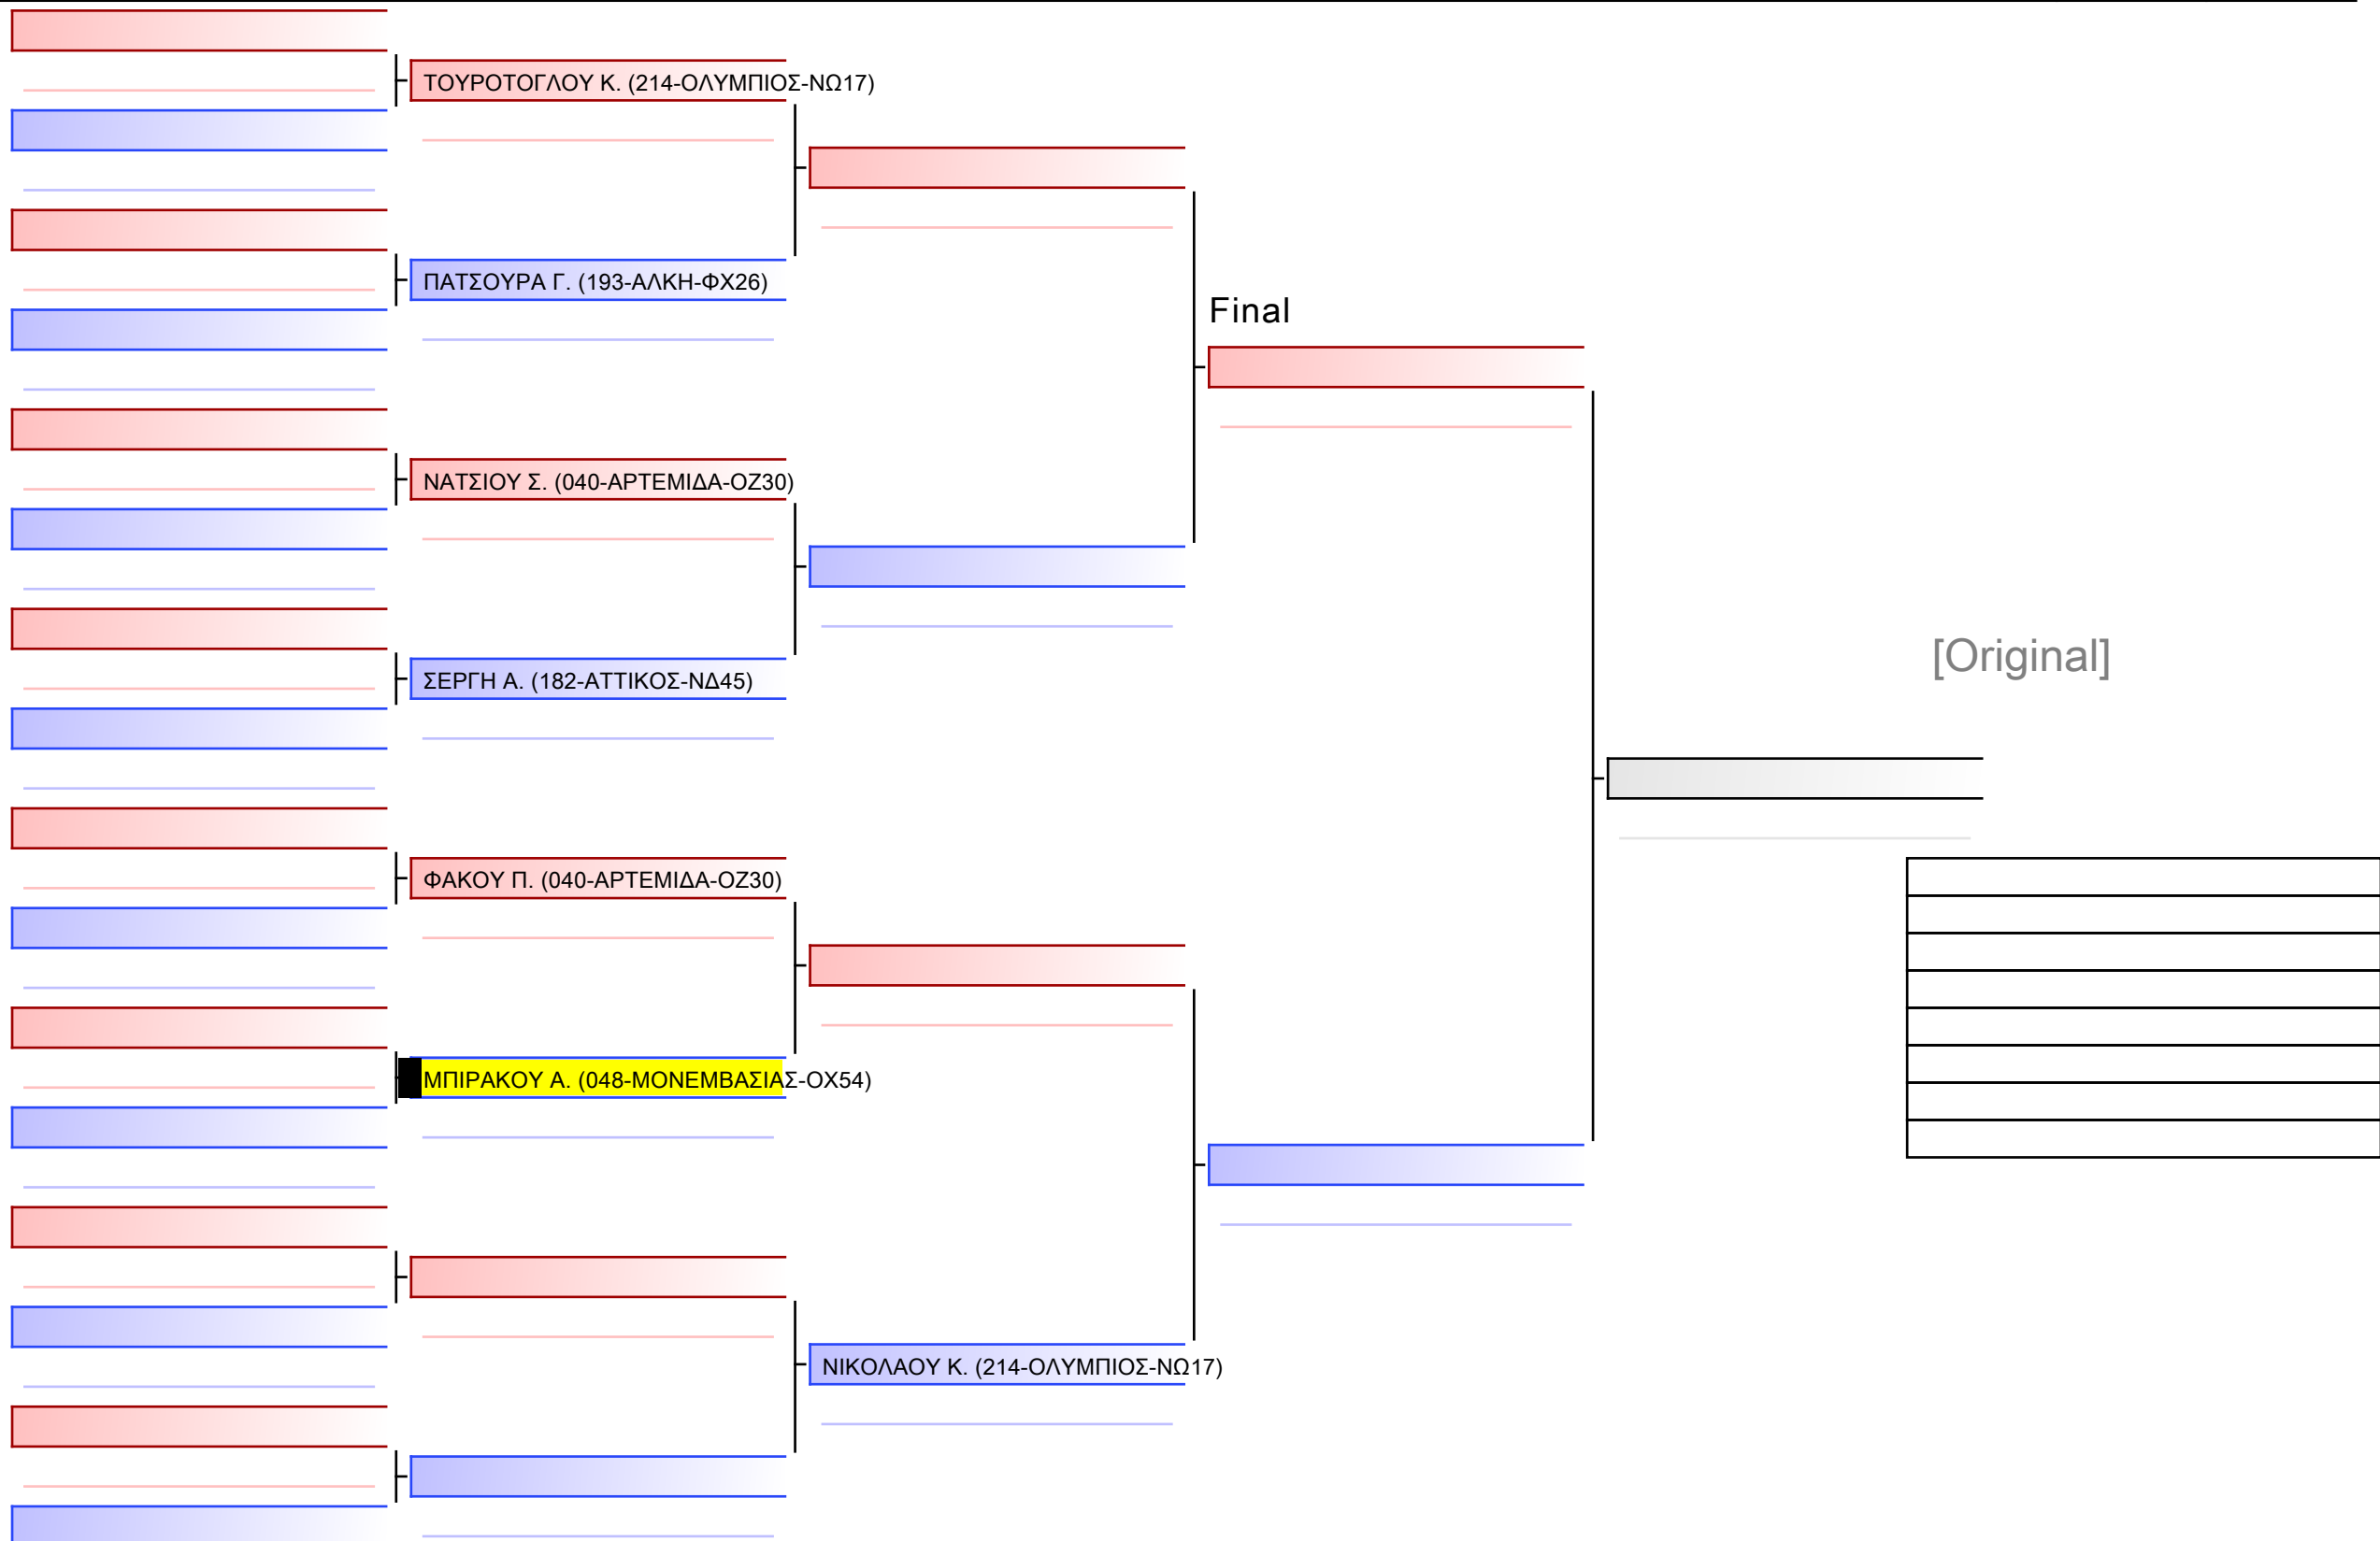 ΤΟΥΡΟΤΟΓΛΟΥ Κ. (214-ΟΛΥΜΠΙΟΣ-ΝΩ17)
ΠΑΤΣΟΥΡΑ Γ. (193-ΑΛΚΗ-ΦΧ26)
Final
ΝΑΤΣΙΟΥ Σ. (040-ΑΡΤΕΜΙΔΑ-ΟΖ30)
[Original]
ΣΕΡΓΗ Α. (182-ΑΤΤΙΚΟΣ-ΝΔ45)
ΦΑΚΟΥ Π. (040-ΑΡΤΕΜΙΔΑ-ΟΖ30)
ΜΠΙΡΑΚΟΥ Α. (048-ΜΟΝΕΜΒΑΣΙΑΣ-ΟΧ54)
ΝΙΚΟΛΑΟΥ Κ. (214-ΟΛΥΜΠΙΟΣ-ΝΩ17)